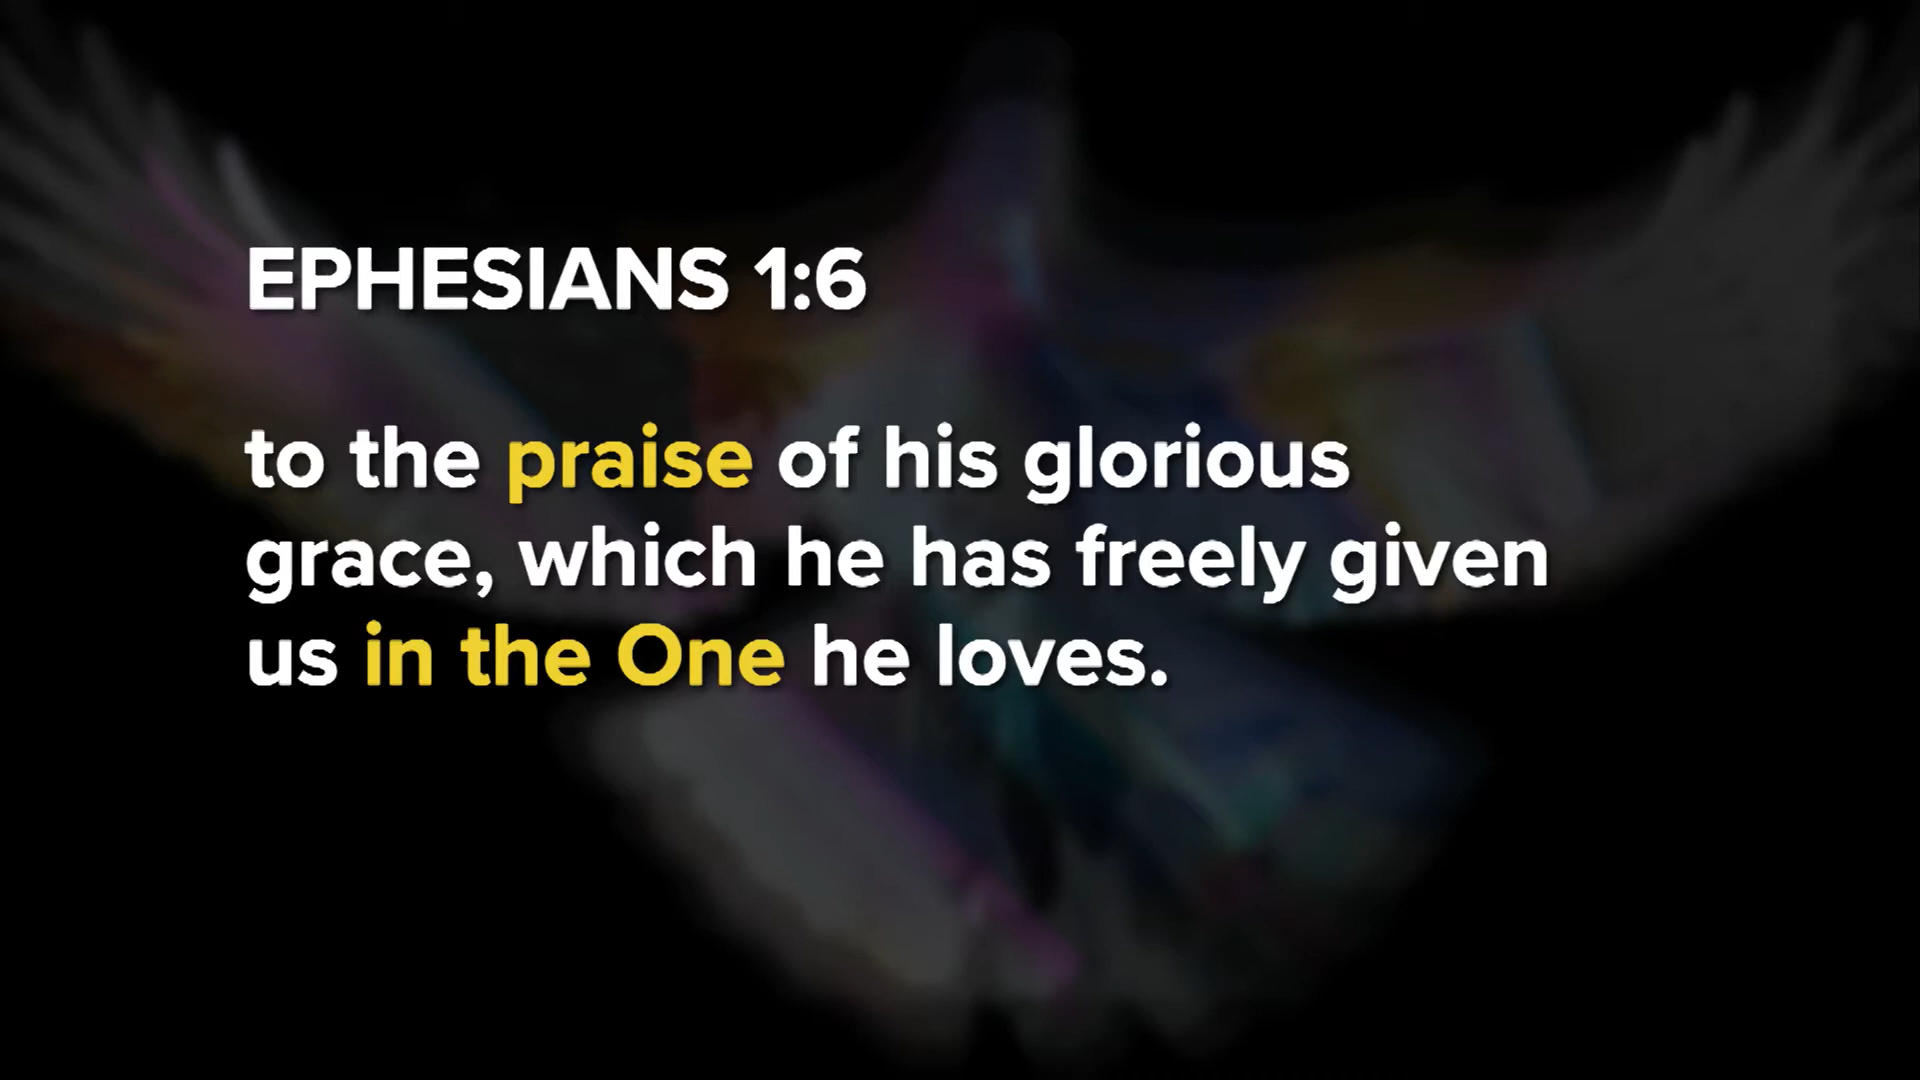 EPHESIANS 1:6
to the praise of his glorious
grace, which he has freely given
us in the One he loves.